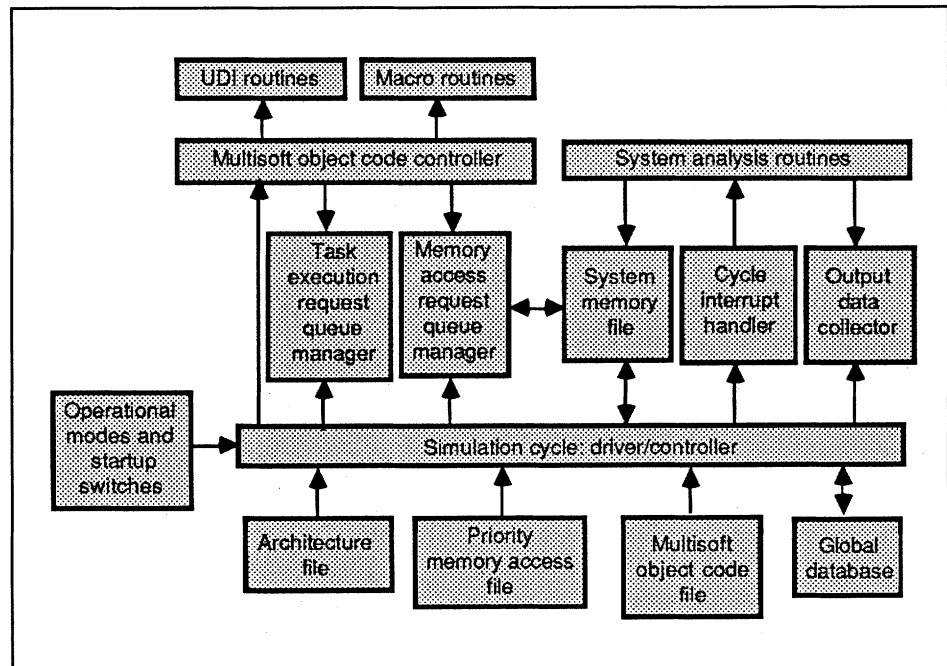 UDI routines
Macro routines
Multisoft object code controller
System analysis routines
Task
execution
request
queue
manager
Memory
access
request
queue
manager
System
memory
file
Cycle
interrupt
handler
Output
data
collector
Operational
modes and
startup
switches
Simulation cycle: driver/controller
Architecture
file
Priority
memory access
file
Multisoft
object code
file
Global
database